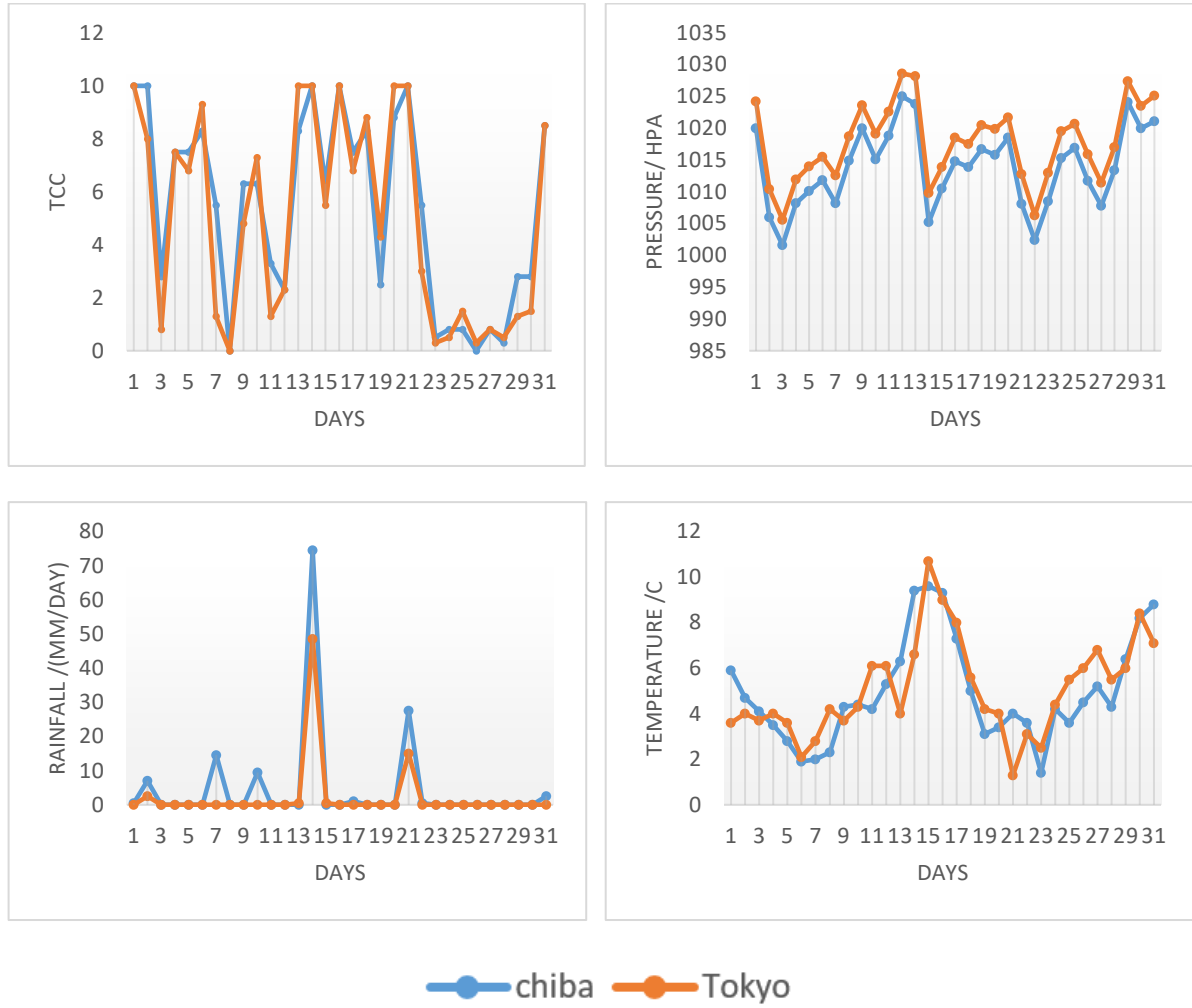 12
10
8
6
4
2
0
TCC
1 3 5 7 9 11 13 15 17 19 21 23 25 27 29 31
DAYS
1035
1030
1025
1020
1015
1010
1005
1000
995
990
985
PRESSURE/ HPA
1 3 5 7 9 11 13 15 17 19 21 23 25 27 29 31
DAYS
80
70
60
50
40
30
20
10
0
RAINFALL /(MM/DAY)
1 3 5 7 9 11 13 15 17 19 21 23 25 27 29 31
DAYS
12
10
8
6
4
2
0
TEMPERATURE /C
1 3 5 7 9 11 13 15 17 19 21 23 25 27 29 31
DAYS
chiba Tokyo